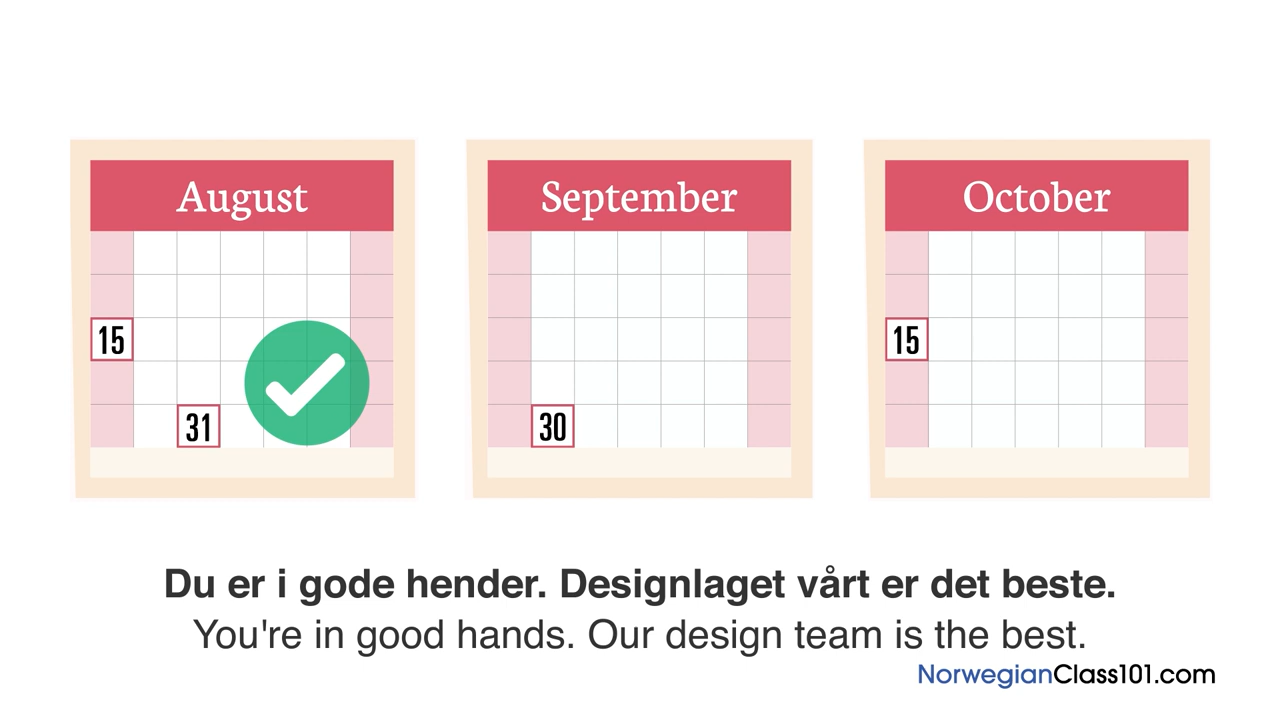 August
September
October
15
15
31
30
Du er i gode hender. Designlaget vårt er det beste.
You're in good hands. Our design team is the best.
NorwegianClass101.com